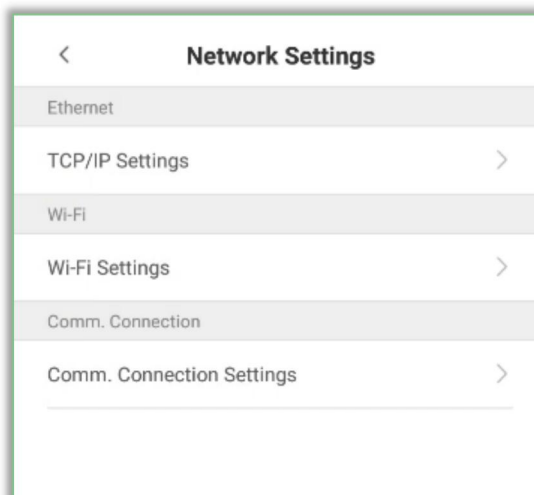 Network Settings
Ethernet
TCP/IP Settings
Wi-Fi
Wi-Fi Settings
Comm. Connection
Comm. Connection Settings